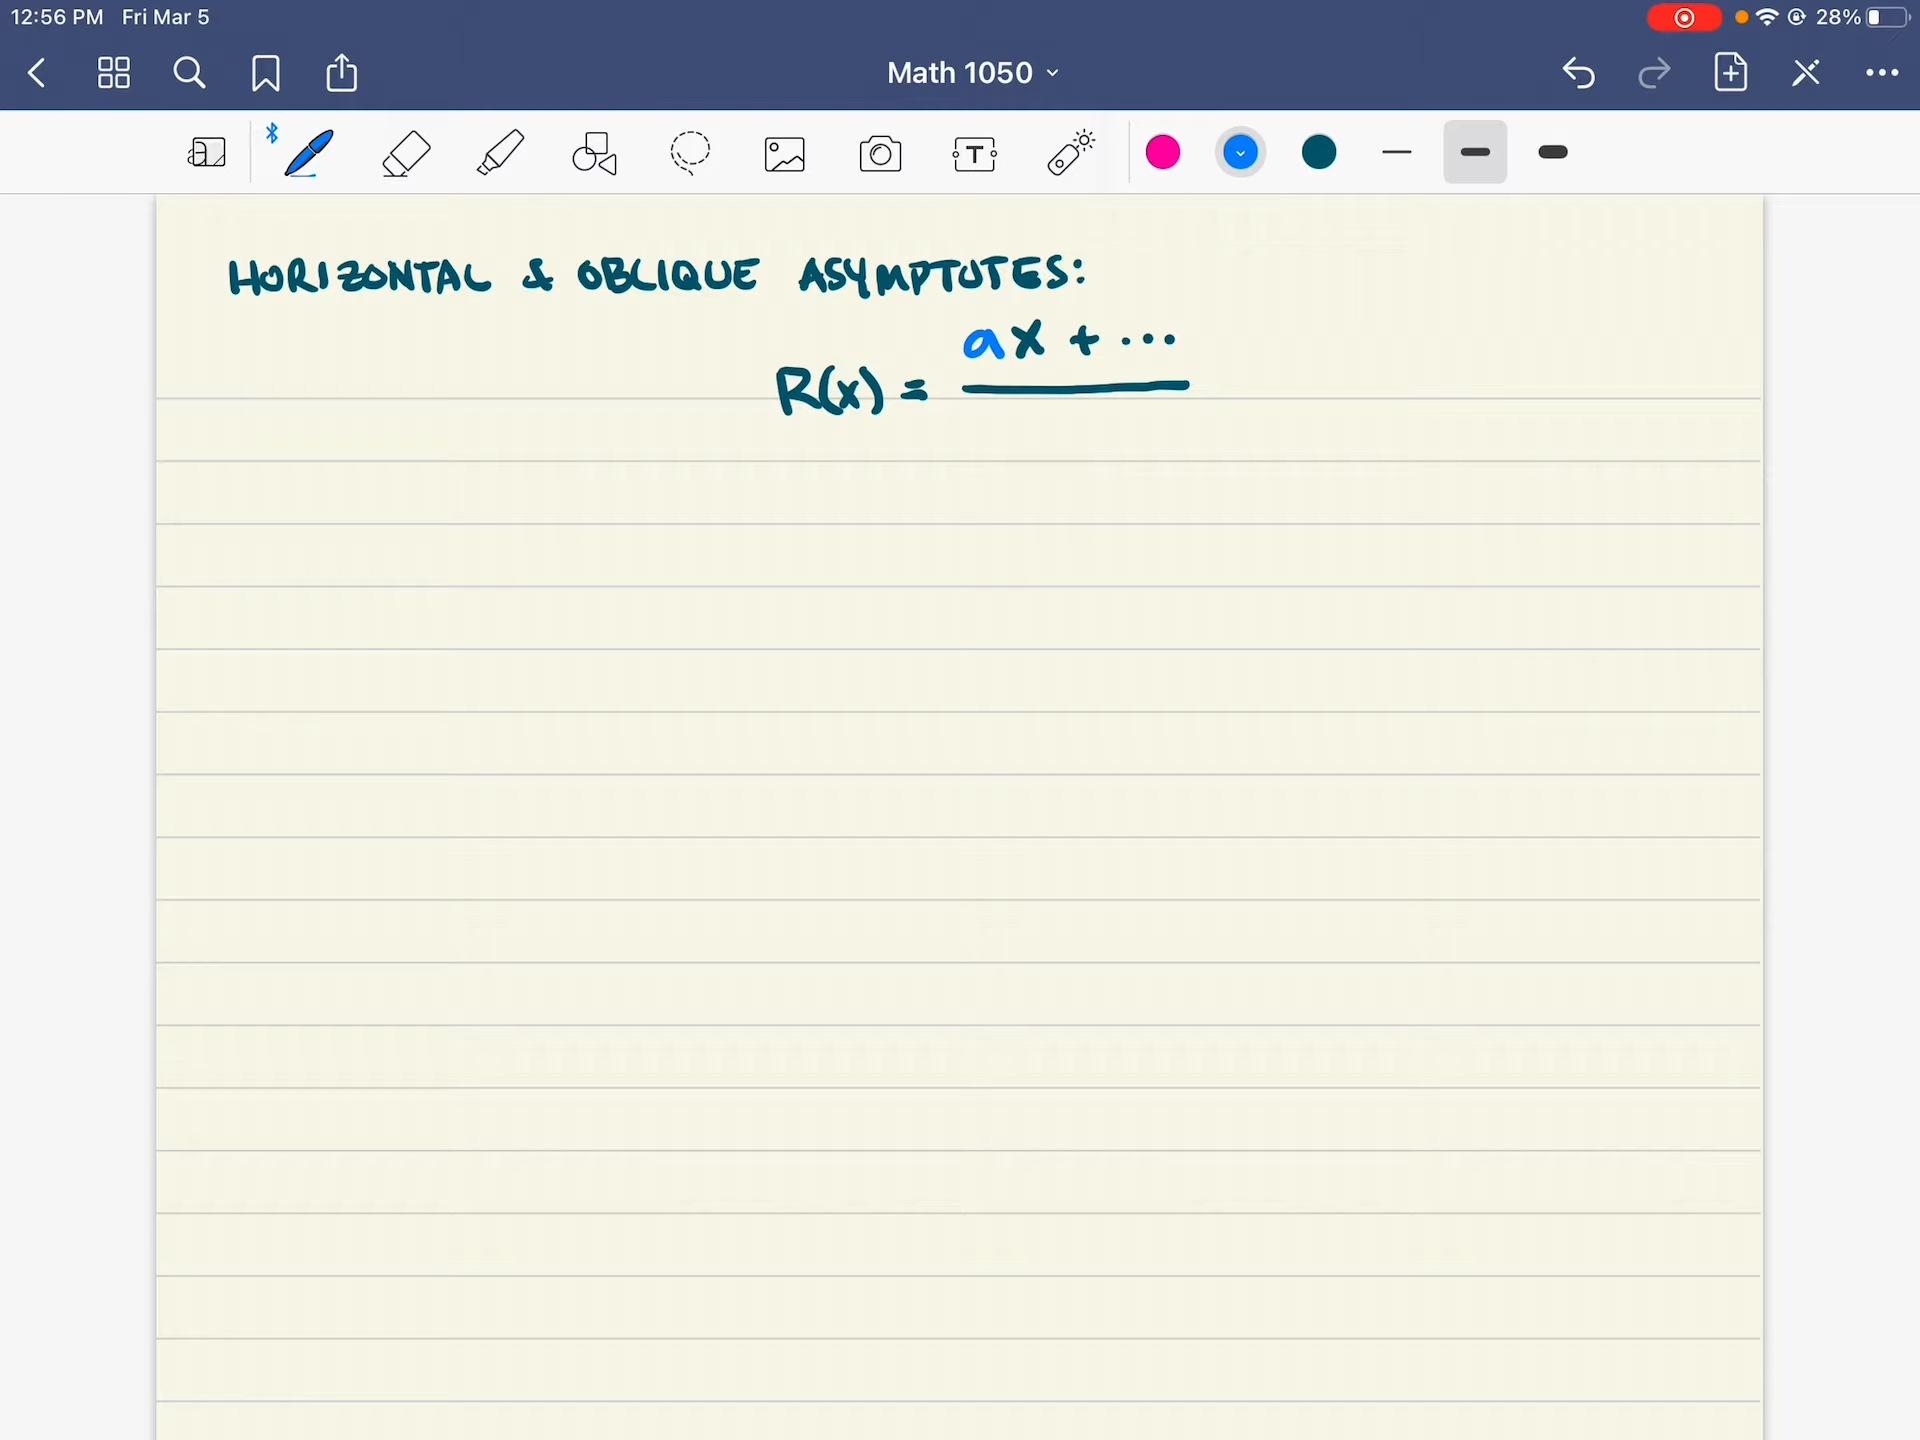 12:56 PM Fri Mar 5 28%
Math 1050
HORIZONTAL & OBLIQUE ASYMPTOTES:
ax + ...
R(x) =